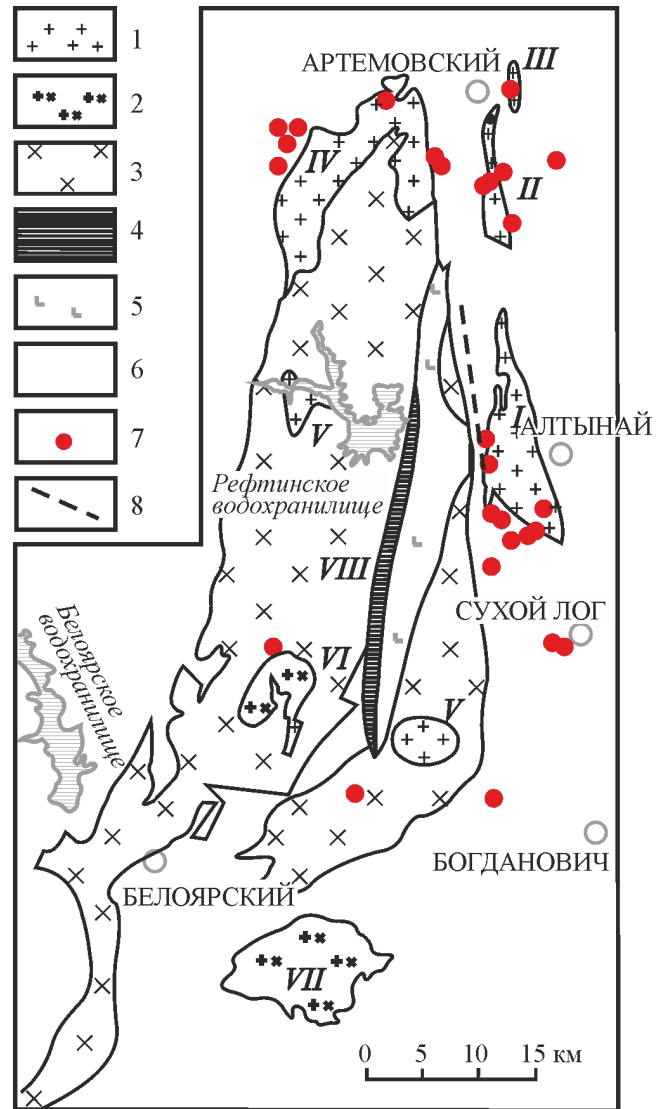 1
2
3
4
5
6
7
8
АРТЕМОВСКИЙ
III
IV
II
I
АЛТЫНАЙ
V
Рефтинское
водохранилище
VIII
СУХОЙ ЛОГ
Белоярское
водохранилище
VI
V
БОГДАНОВИЧ
БЕЛОЯРСКИЙ
VII
0 5 10 15 км